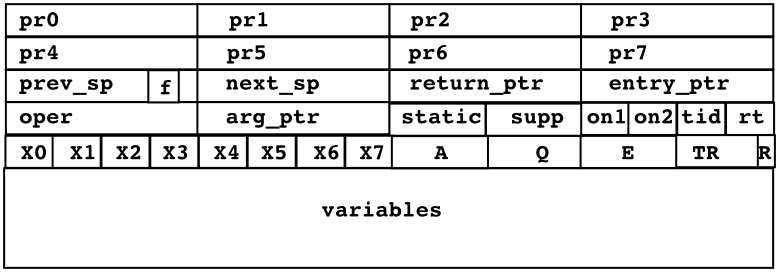 pr0 pr1 pr2 pr3
pr4 pr5 pr6 pr7
prev_sp f next_sp return_ptr entry_ptr
oper arg_ptr static supp on1 on2 tid rt
X0 X1 X2 X3 X4 X5 X6 X7 A Q E TR R
variables